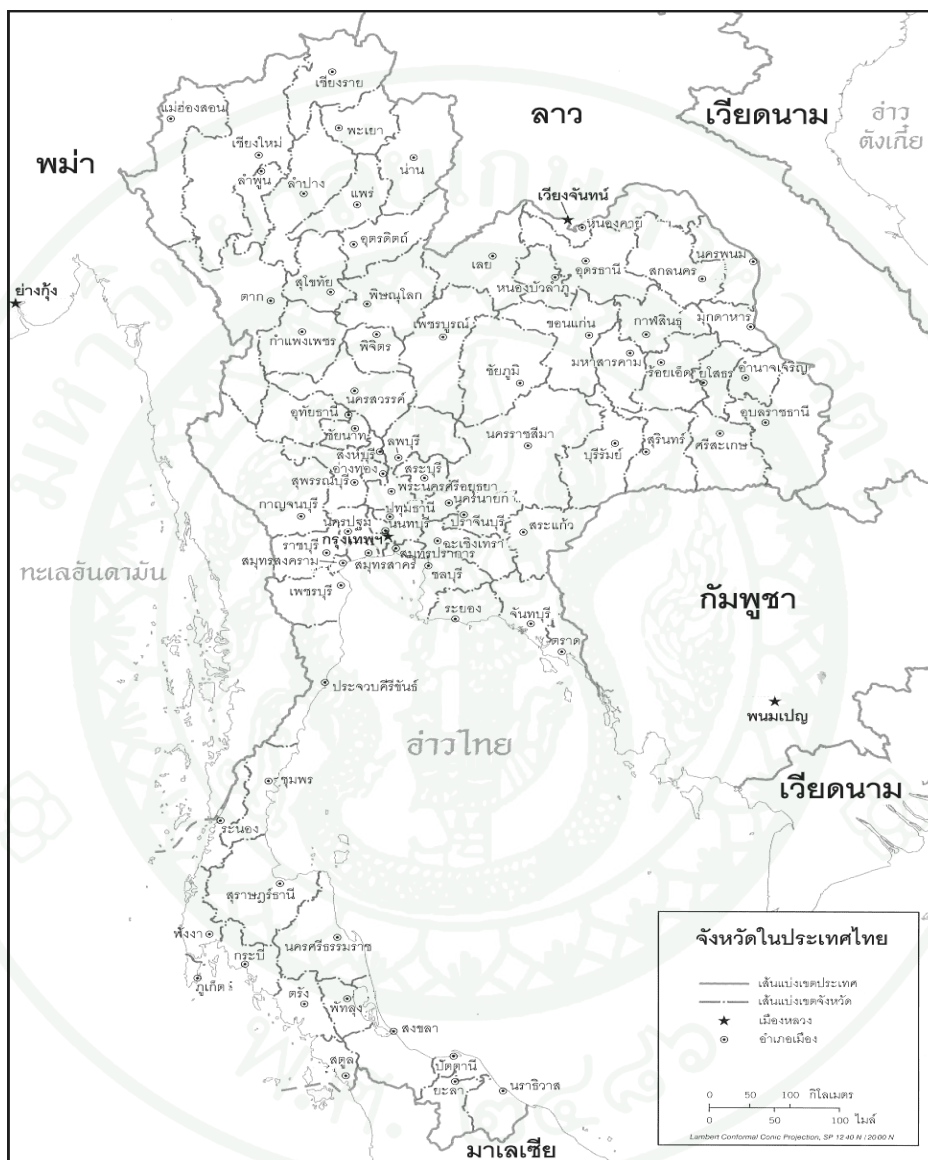 เชียงราย
แม่ฮ่องสอน
พะเยา
ลาว
เวียดนาม
อ่าว
ตังเกี๋ย
พม่า
เชียงใหม่
น่าน
ลำพูน
ลำปาง
แพร่
เวียงจันทน์
หนองคาย
อุตรดิตถ์
เลย
อุดรธานี
นครพนม
สกลนคร
หนองบัวลำภู
ย่างกุ้ง
ตาก
สุโขทัย
พิษณุโลก
เพชรบูรณ์
ขอนแก่น
กาฬสินธุ์
มุกดาหาร
กำแพงเพชร
พิจิตร
มหาสารคาม
ร้อยเอ็ด
ยโสธร
อำนาจเจริญ
ชัยภูมิ
นครสวรรค์
อุทัยธานี
ชัยนาท
อุบลราชธานี
ลพบุรี
นครราชสีมา
บุรีรัมย์
สุรินทร์
ศรีสะเกษ
สิงห์บุรี
อ่างทอง
สระบุรี
สุพรรณบุรี
พระนครศรีอยุธยา
นครนายก
กาญจนบุรี
ปทุมธานี
ปราจีนบุรี
สระแก้ว
นครปฐม
นนทบุรี
กรุงเทพฯ
ฉะเชิงเทรา
ราชบุรี
สมุทรปราการ
สมุทรสงคราม
สมุทรสาคร
ชลบุรี
ทะเลอันดามัน
เพชรบุรี
ระยอง
จันทบุรี
กัมพูชา
ตราด
ประจวบคีรีขันธ์
พนมเปญ
อ่าวไทย
ชุมพร
เวียดนาม
ระนอง
สุราษฎร์ธานี
พังงา
นครศรีธรรมราช
กระบี่
ภูเก็ต
ตรัง
พัทลุง
สงขลา
สตูล
ปัตตานี
ยะลา
นราธิวาส
มาเลเซีย
จังหวัดในประเทศไทย
เส้นแบ่งเขตประเทศ
เส้นแบ่งเขตจังหวัด
เมืองหลวง
อำเภอเมือง
0 50 100 กิโลเมตร
0 50 100 ไมล์
Lambert Conformal Conic Projection, SP 12 40 N / 20 00 N